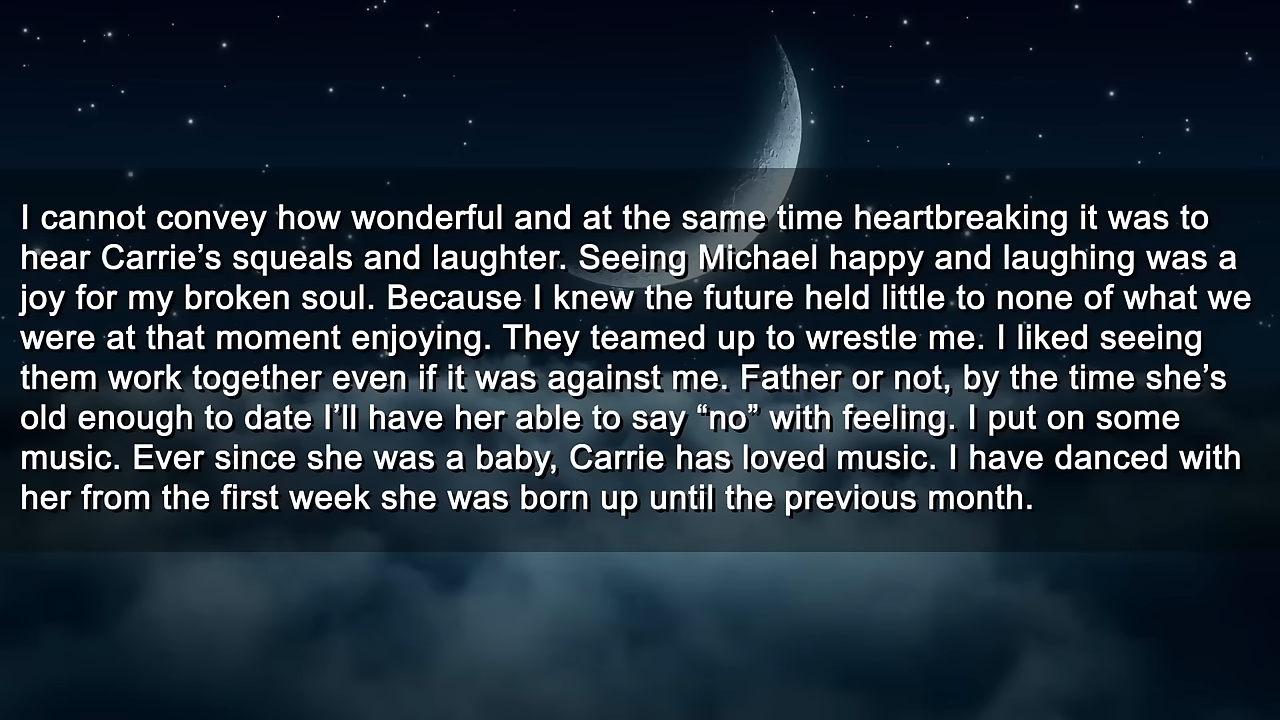 I cannot convey how wonderful and at the same time heartbreaking it was to
hear Carrie’s squeals and laughter. Seeing Michael happy and laughing was a
joy for my broken soul. Because I knew the future held little to none of what we
were at that moment enjoying. They teamed up to wrestle me. I liked seeing
them work together even if it was against me. Father or not, by the time she’s
old enough to date I’ll have her able to say “no” with feeling. I put on some
music. Ever since she was a baby, Carrie has loved music. I have danced with
her from the first week she was born up until the previous month.